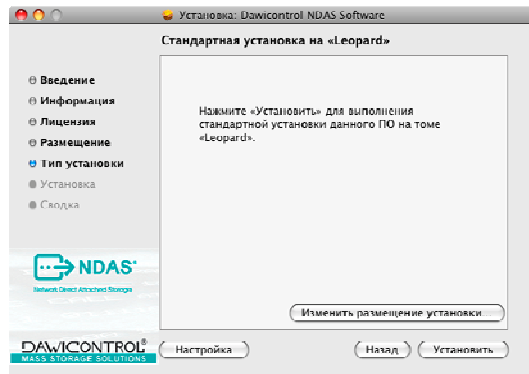 Установка: Dawicontrol NDAS Software
Стандартная установка на «Leopard»
Введение
Информация
Лицензия
Размещение
Тип установки
Установка
Сводка
Нажмите «Установить» для выполнения
стандартной установки данного ПО на томе
«Leopard».
NDAS
Network Direct Attached Storage
Изменить размещение установки...
DAWICONTROL®
MASS STORAGE SOLUTIONS
Настройка
Назад
Установить